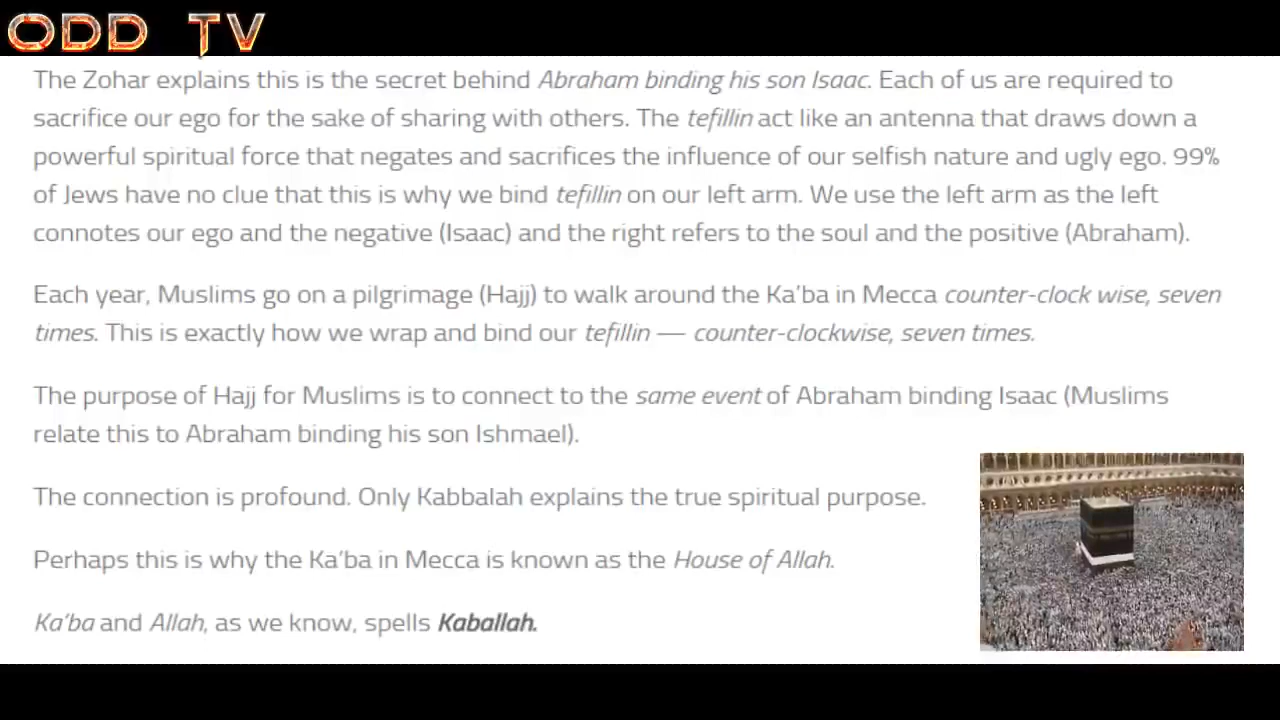 ODD TV
The Zohar explains this is the secret behind Abraham binding his son Isaac. Each of us are required to
sacrifice our ego for the sake of sharing with others. The tefillin act like an antenna that draws down a
powerful spiritual force that negates and sacrifices the influence of our selfish nature and ugly ego. 99%
of Jews have no clue that this is why we bind tefillin on our left arm. We use the left arm as the left
connotes our ego and the negative (Isaac) and the right refers to the soul and the positive (Abraham).
Each year, Muslims go on a pilgrimage (Hajj) to walk around the Ka'ba in Mecca counter-clock wise, seven
times. This is exactly how we wrap and bind our tefillin — counter-clockwise, seven times.
The purpose of Hajj for Muslims is to connect to the same event of Abraham binding Isaac (Muslims
relate this to Abraham binding his son Ishmael).
The connection is profound. Only Kabbalah explains the true spiritual purpose.
Perhaps this is why the Ka'ba in Mecca is known as the House of Allah.
Ka'ba and Allah, as we know, spells Kaballah.